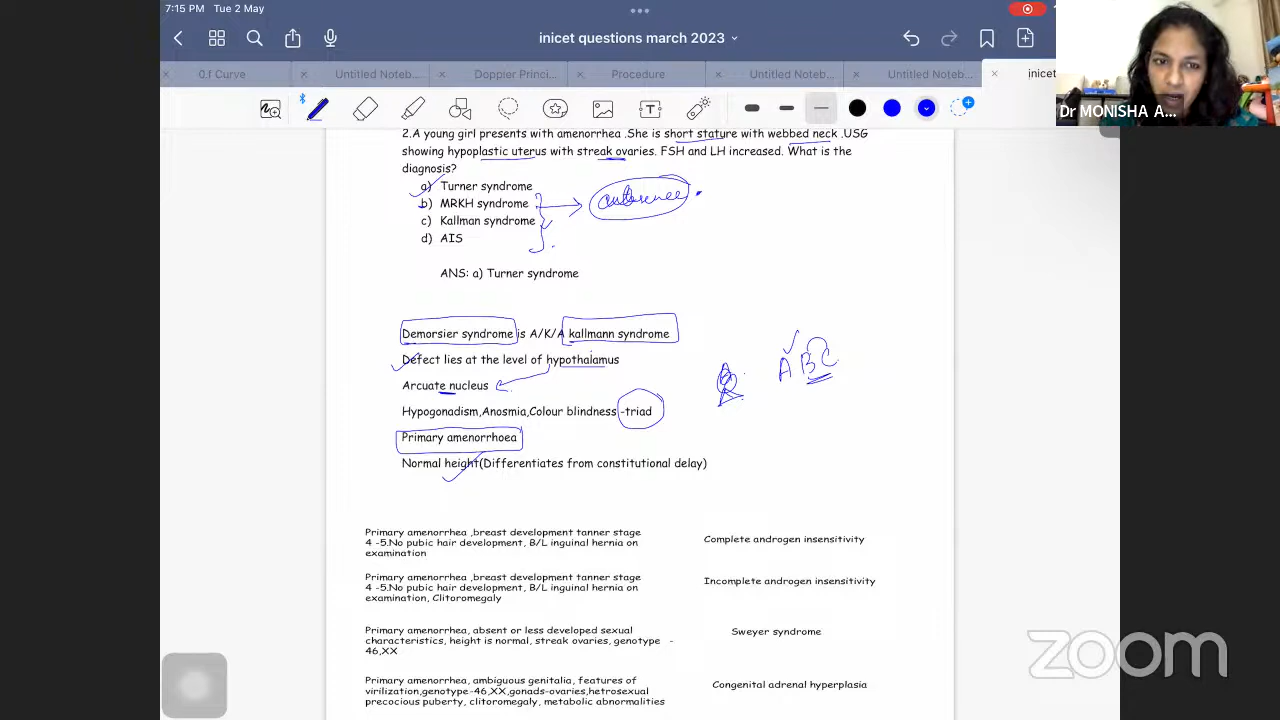 7:15 PM Tue 2 May
inicet questions march 2023
0.f Curve
Untitled Noteb...
Doppler Princi...
Procedure
Untitled Noteb...
Untitled Noteb...
inicet
Dr MONISHA A...
2.A young girl presents with amenorrhea .She is short stature with webbed neck .USG
showing hypoplastic uterus with streak ovaries. FSH and LH increased. What is the
diagnosis?
a) Turner syndrome
b) MRKH syndrome
c) Kallman syndrome
d) AIS
ANS: a) Turner syndrome
Demorsier syndrome is A/K/A kallmann syndrome
Defect lies at the level of hypothalamus
Arcuate nucleus
Hypogonadism,Anosmia,Colour blindness -triad
Primary amenorrhoea
Normal height(Differentiates from constitutional delay)
A B C
Primary amenorrhea ,breast development tanner stage
4 -5.No pubic hair development, B/L inguinal hernia on
examination
Complete androgen insensitivity
Primary amenorrhea ,breast development tanner stage
4 -5.No pubic hair development, B/L inguinal hernia on
examination, Clitoromegaly
Incomplete androgen insensitivity
Primary amenorrhea, absent or less developed sexual
characteristics, height is normal, streak ovaries, genotype -
46,XX
Sweyer syndrome
Primary amenorrhea, ambiguous genitalia, features of
virilization,genotype-46,XX,gonads-ovaries,hetrosexual
precocious puberty, clitoromegaly, metabolic abnormalities
Congenital adrenal hyperplasia
zoom